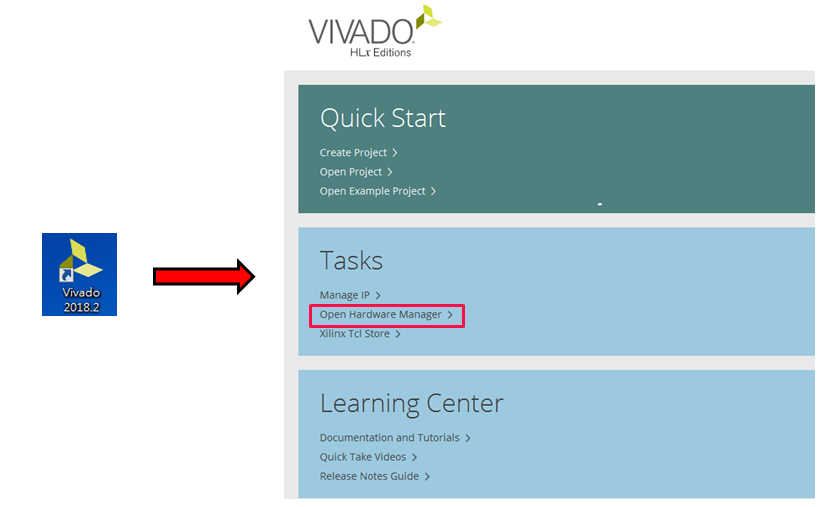 VIVADO
HLx Editions
Quick Start
Create Project
Open Project
Open Example Project
Vivado
2018.2
Tasks
Manage IP
Open Hardware Manager
Xilinx Tcl Store
Learning Center
Documentation and Tutorials
Quick Take Videos
Release Notes Guide